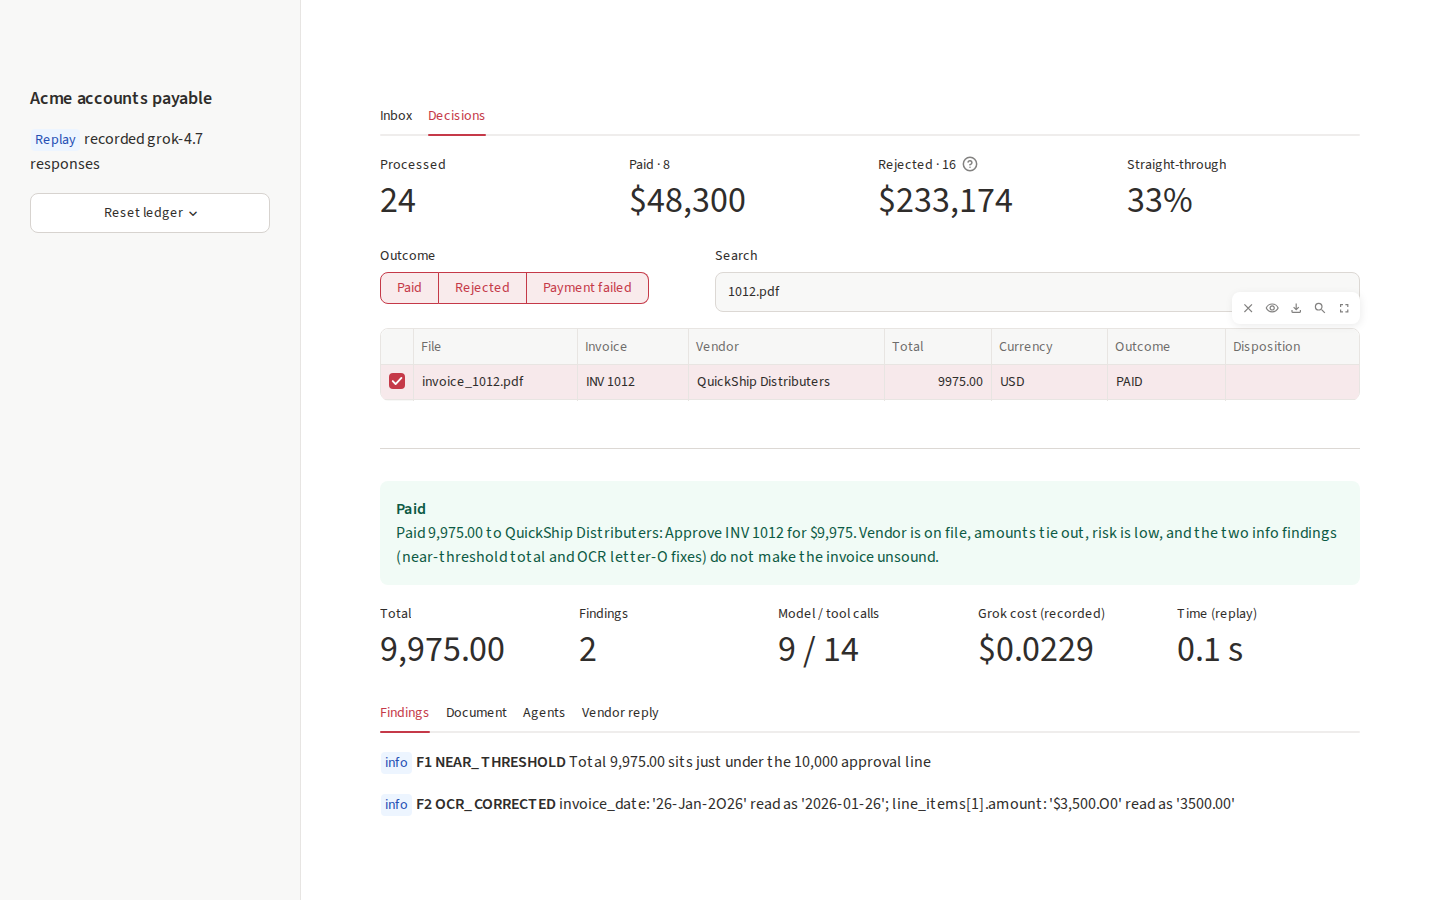 Acme accounts payable
Replay recorded grok-4.7
responses
Reset ledger
Inbox Decisions
Processed Paid · 8 Rejected · 16 Straight-through
24 $48,300 $233,174 33%
Outcome Search
Paid Rejected Payment failed 1012.pdf
File Invoice Vendor Total Currency Outcome Disposition
invoice_1012.pdf INV 1012 QuickShip Distributers 9975.00 USD PAID
Paid
Paid 9,975.00 to QuickShip Distributers: Approve INV 1012 for $9,975. Vendor is on file, amounts tie out, risk is low, and the two info findings
(near-threshold total and OCR letter-O fixes) do not make the invoice unsound.
Total Findings Model / tool calls Grok cost (recorded) Time (replay)
9,975.00 2 9 / 14 $0.0229 0.1 s
Findings Document Agents Vendor reply
info F1 NEAR_THRESHOLD Total 9,975.00 sits just under the 10,000 approval line
info F2 OCR_CORRECTED invoice_date: '26-Jan-2O26' read as '2026-01-26'; line_items[1].amount: '$3,500.O0' read as '3500.00'